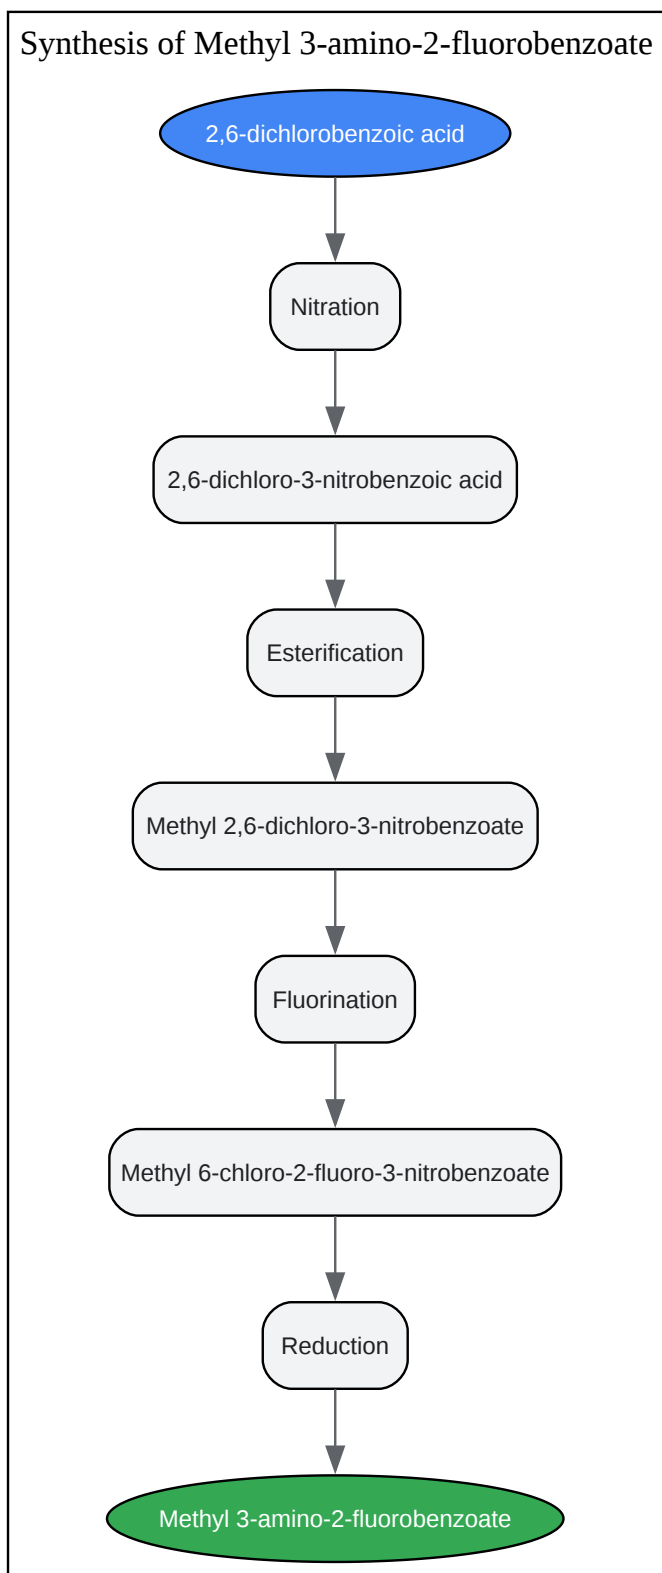 Synthesis of Methyl 3-amino-2-fluorobenzoate
2,6-dichlorobenzoic acid
Nitration
2,6-dichloro-3-nitrobenzoic acid
Esterification
Methyl 2,6-dichloro-3-nitrobenzoate
Fluorination
Methyl 6-chloro-2-fluoro-3-nitrobenzoate
Reduction
Methyl 3-amino-2-fluorobenzoate